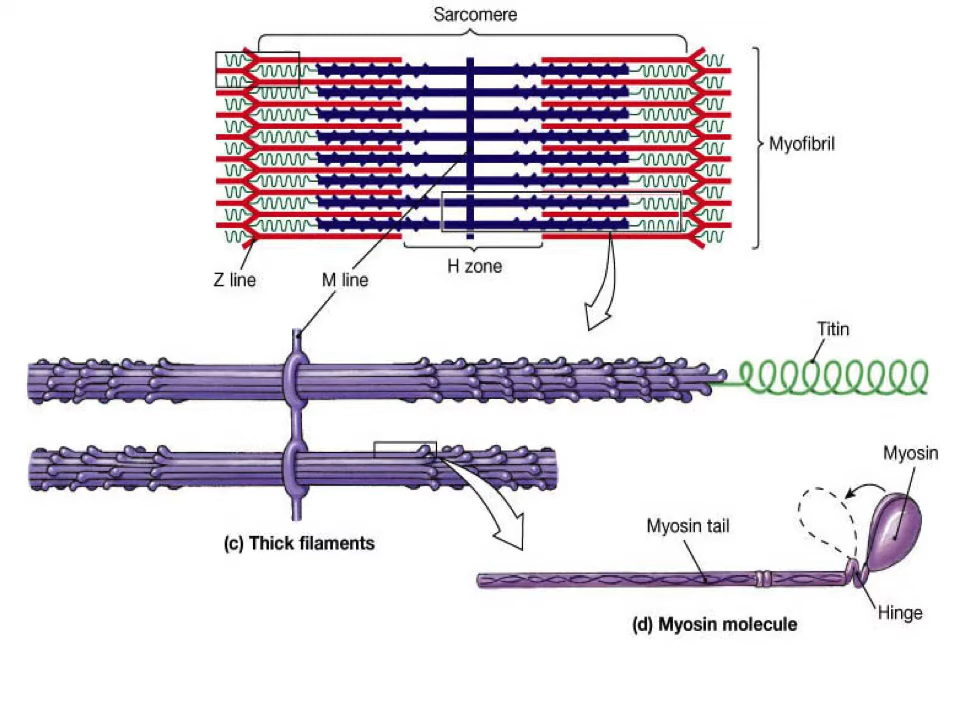 Sarcomere
Myofibril
Z line
M line
H zone
Titin
(c) Thick filaments
Myosin
Myosin tail
Hinge
(d) Myosin molecule